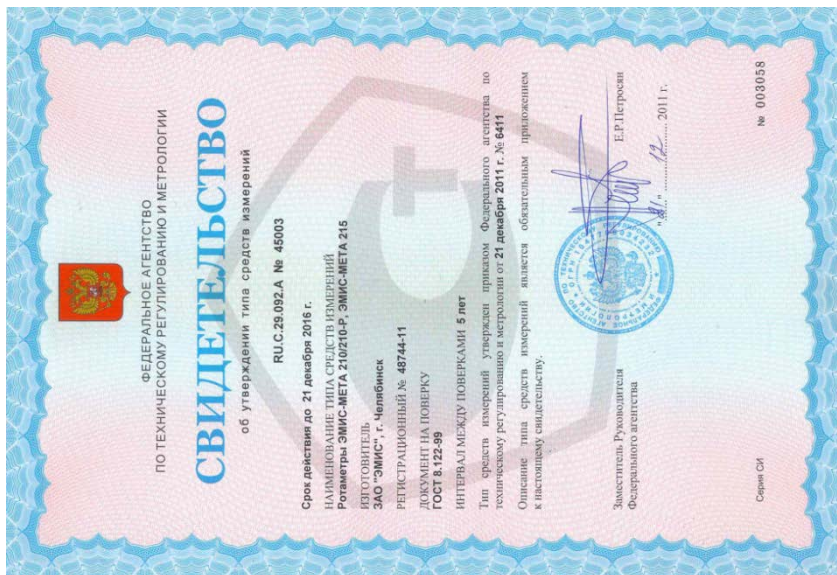 ФЕДЕРАЛЬНОЕ АГЕНТСТВО
ПО ТЕХНИЧЕСКОМУ РЕГУЛИРОВАНИЮ И МЕТРОЛОГИИ
СВИДЕТЕЛЬСТВО
об утверждении типа средств измерений
RU.C.29.092.A № 45003
Срок действия до 21 декабря 2016 г.
НАИМЕНОВАНИЕ ТИПА СРЕДСТВ ИЗМЕРЕНИЙ
Ротаметры ЭМИС-МЕТА 210/210-Р, ЭМИС-МЕТА 215
ИЗГОТОВИТЕЛЬ
ЗАО "ЭМИС", г. Челябинск
РЕГИСТРАЦИОННЫЙ № 48744-11
ДОКУМЕНТ НА ПОВЕРКУ
ГОСТ 8.122-99
ИНТЕРВАЛ МЕЖДУ ПОВЕРКАМИ 5 лет
Тип средств измерений утвержден приказом Федерального агентства по
техническому регулированию и метрологии от 21 декабря 2011 г. № 6411
Описание типа средств измерений является обязательным приложением
к настоящему свидетельству.
Заместитель Руководителя
Федерального агентства
Е.Р.Петросян
12 2011 г.
Серия СИ
№ 003058